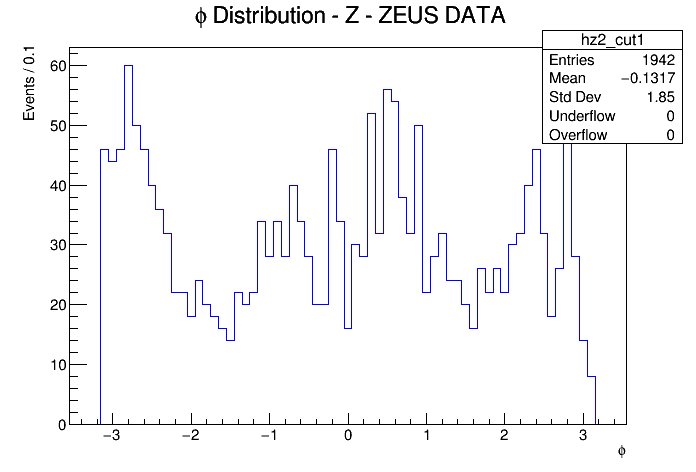 ϕ Distribution - Z - ZEUS DATA
hz2_cut1
Entries 1942
Mean −0.1317
Std Dev 1.85
Underflow 0
Overflow 0
Events / 0.1
60
50
40
30
20
10
0
−3 −2 −1 0 1 2 3
ϕ